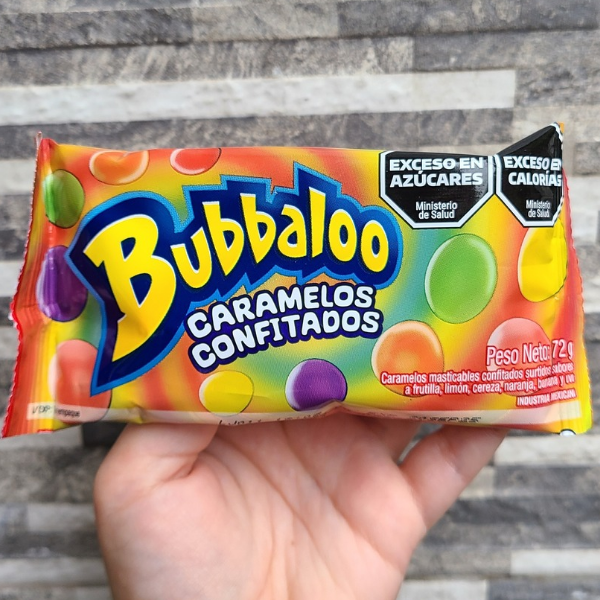 EXCESO EN
AZÚCARES
Ministerio
de Salud
EXCESO EN
CALORÍAS
Ministerio
de Salud
Bubbaloo
CARAMELOS
CONFITADOS
Peso Neto: 72 g
Caramelos masticables confitados surtidos sabores
a frutilla, limón, cereza, naranja, banana y uva
INDUSTRIA MEXICANA